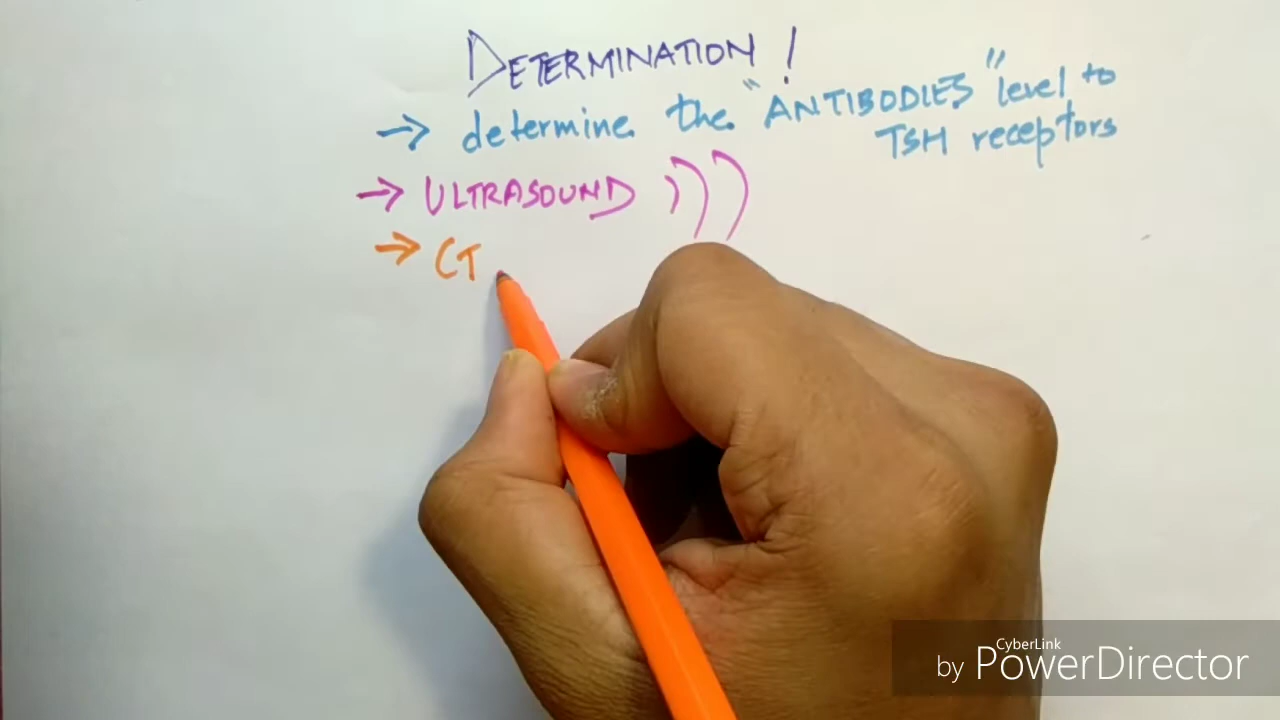 DETERMINATION!
→ determine the "ANTIBODIES" level to
TSH receptors
→ ULTRASOUND )))
→ CT
CyberLink
by PowerDirector